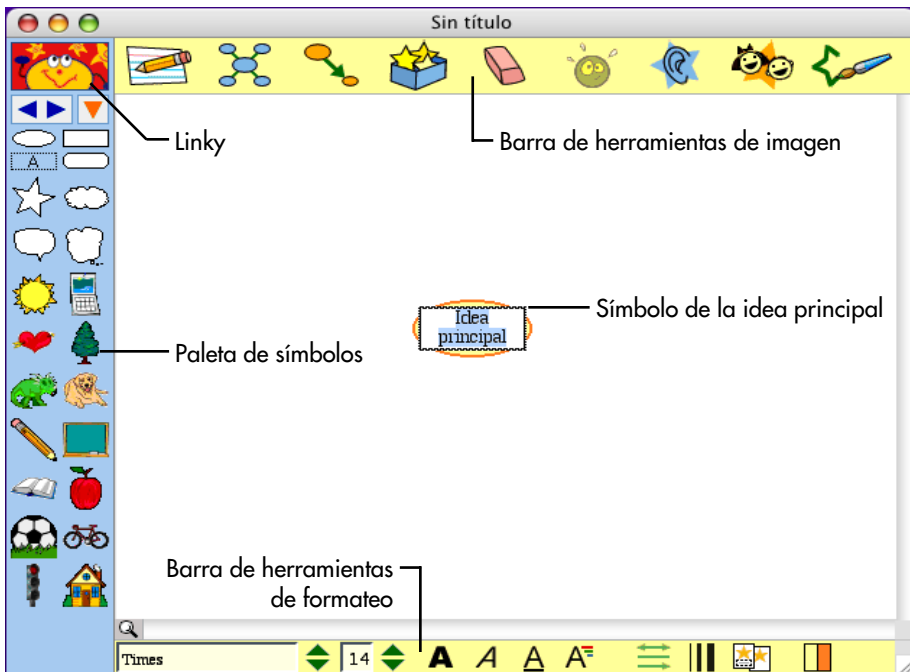 Sin título
Linky
Barra de herramientas de imagen
A
Símbolo de la idea principal
Idea
principal
Paleta de símbolos
Barra de herramientas
de formateo
Times
14
A
A
A
A